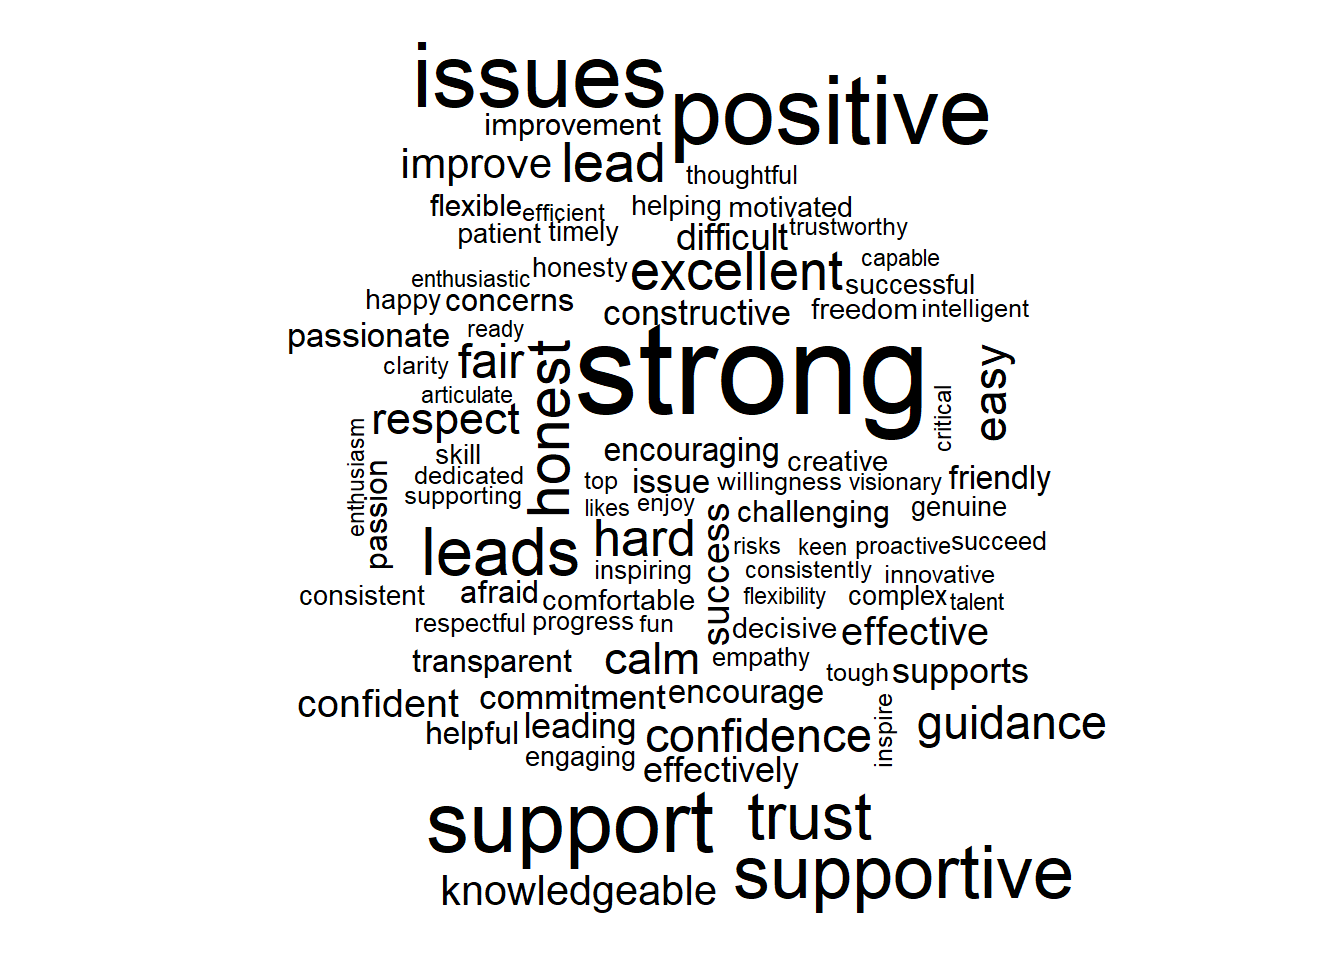 issues
positive
improvement
improve lead
thoughtful
flexible efficient helping motivated
patient timely difficult trustworthy
enthusiastic honesty excellent capable
successful
happy concerns constructive freedom intelligent
passionate ready
clarity fair honest strong easy
articulate
respect critical
enthusiasm skill encouraging creative
passion dedicated top issue willingness visionary friendly
supporting likes enjoy success challenging genuine
leads hard risks keen proactive succeed
inspiring consistently innovative
consistent afraid comfortable flexibility complex talent
respectful progress fun decisive effective
transparent calm empathy
tough supports
confident commitment encourage inspire
helpful leading confidence guidance
engaging effectively
support trust
knowledgeable supportive